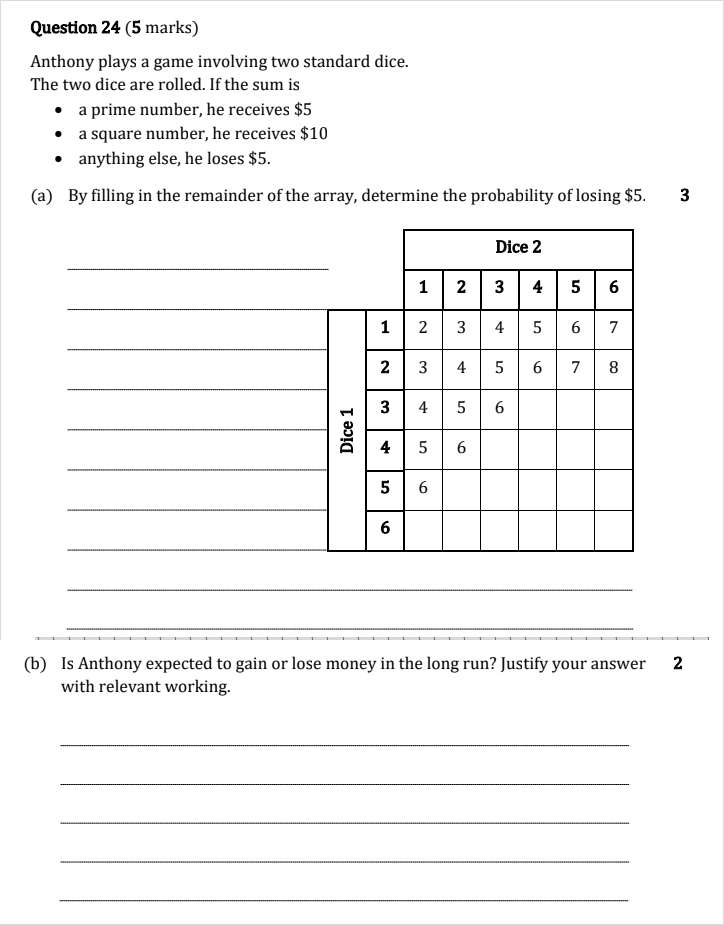 Question 24 (5 marks)
Anthony plays a game involving two standard dice.
The two dice are rolled. If the sum is
• a prime number, he receives $5
• a square number, he receives $10
• anything else, he loses $5.
(a) By filling in the remainder of the array, determine the probability of losing $5. 3
Dice 2
1 2 3 4 5 6
Dice 1
1 2 3 4 5 6 7
2 3 4 5 6 7 8
3 4 5 6
4 5 6
5 6
6
(b) Is Anthony expected to gain or lose money in the long run? Justify your answer 2
with relevant working.